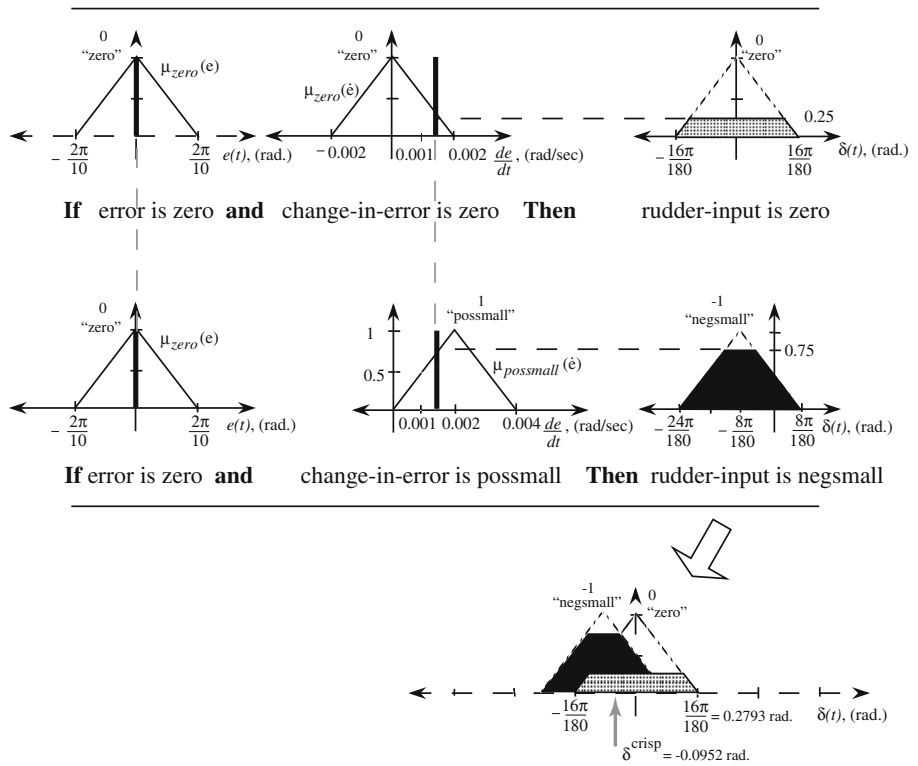 0 0 0
“zero” “zero” “zero”
μzero(e) μzero(ė)
0.25
− 2π/10 2π/10 e(t), (rad.) −0.002 0.001 0.002 de/dt , (rad/sec) −16π/180 16π/180 δ(t), (rad.)
If error is zero and change-in-error is zero Then rudder-input is zero
0 1 -1
“zero” “possmall” “negsmall”
μzero(e) 1 0.75
0.5 μpossmall(ė)
− 2π/10 2π/10 e(t), (rad.) 0.001 0.002 0.004 de/dt , (rad/sec) −24π/180 −8π/180 8π/180 δ(t), (rad.)
If error is zero and change-in-error is possmall Then rudder-input is negsmall
-1 0
“negsmall” “zero”
−16π/180 16π/180 = 0.2793 rad. δ(t), (rad.)
δcrisp = -0.0952 rad.